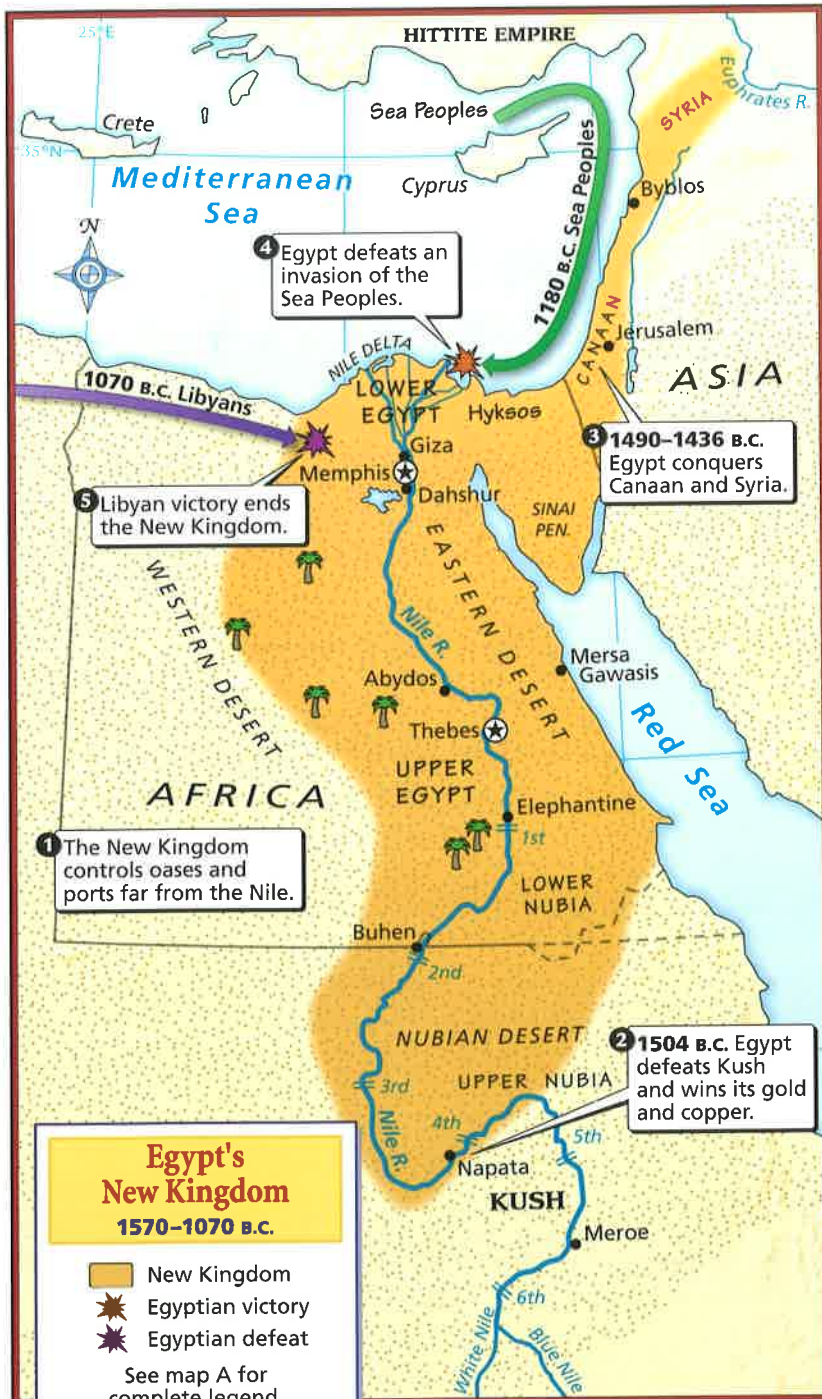 25°E
HITTITE EMPIRE
Euphrates R.
SYRIA
Sea Peoples
Crete
35°N
Cyprus
Mediterranean
Sea
Byblos
N
1180 B.C. Sea Peoples
4 Egypt defeats an
invasion of the
Sea Peoples.
CANAAN
Jerusalem
ASIA
NILE DELTA
1070 B.C. Libyans
LOWER
EGYPT
Hyksos
3 1490–1436 B.C.
Egypt conquers
Canaan and Syria.
Giza
Memphis
Dahshur
5 Libyan victory ends
the New Kingdom.
SINAI
PEN.
EASTERN DESERT
WESTERN DESERT
Nile R.
Mersa
Gawasis
Abydos
Red Sea
Thebes
UPPER
EGYPT
AFRICA
Elephantine
1st
1 The New Kingdom
controls oases and
ports far from the Nile.
LOWER
NUBIA
Buhen
2nd
NUBIAN DESERT
2 1504 B.C. Egypt
defeats Kush
and wins its gold
and copper.
3rd
UPPER NUBIA
Nile R.
4th
5th
Napata
KUSH
Meroe
6th
White Nile
Blue Nile
Egypt's
New Kingdom
1570–1070 B.C.
New Kingdom
Egyptian victory
Egyptian defeat
See map A for
complete legend